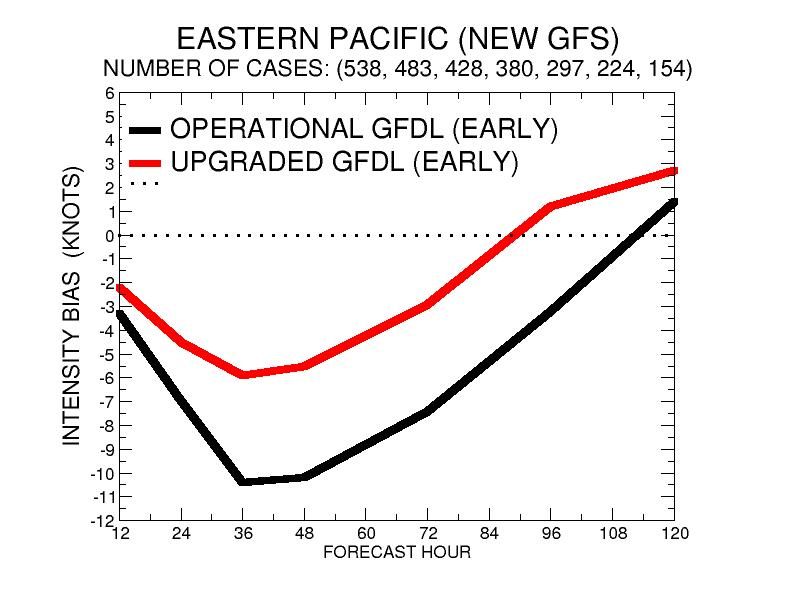 EASTERN PACIFIC (NEW GFS)
NUMBER OF CASES: (538, 483, 428, 380, 297, 224, 154)
OPERATIONAL GFDL (EARLY)
UPGRADED GFDL (EARLY)
INTENSITY BIAS (KNOTS)
6
5
4
3
2
1
0
-1
-2
-3
-4
-5
-6
-7
-8
-9
-10
-11
-12
12 24 36 48 60 72 84 96 108 120
FORECAST HOUR